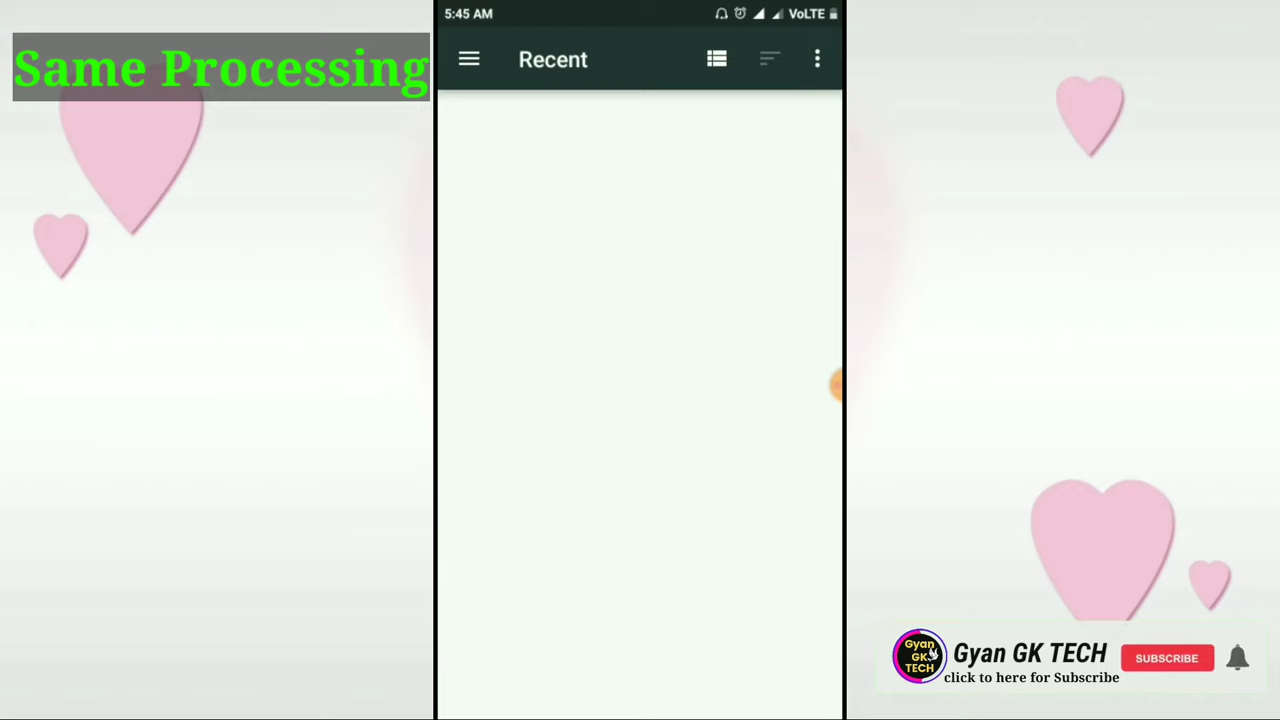 Same Processing
5:45 AM
VoLTE
Recent
Gyan
GK
TECH
Gyan GK TECH
click to here for Subscribe
SUBSCRIBE